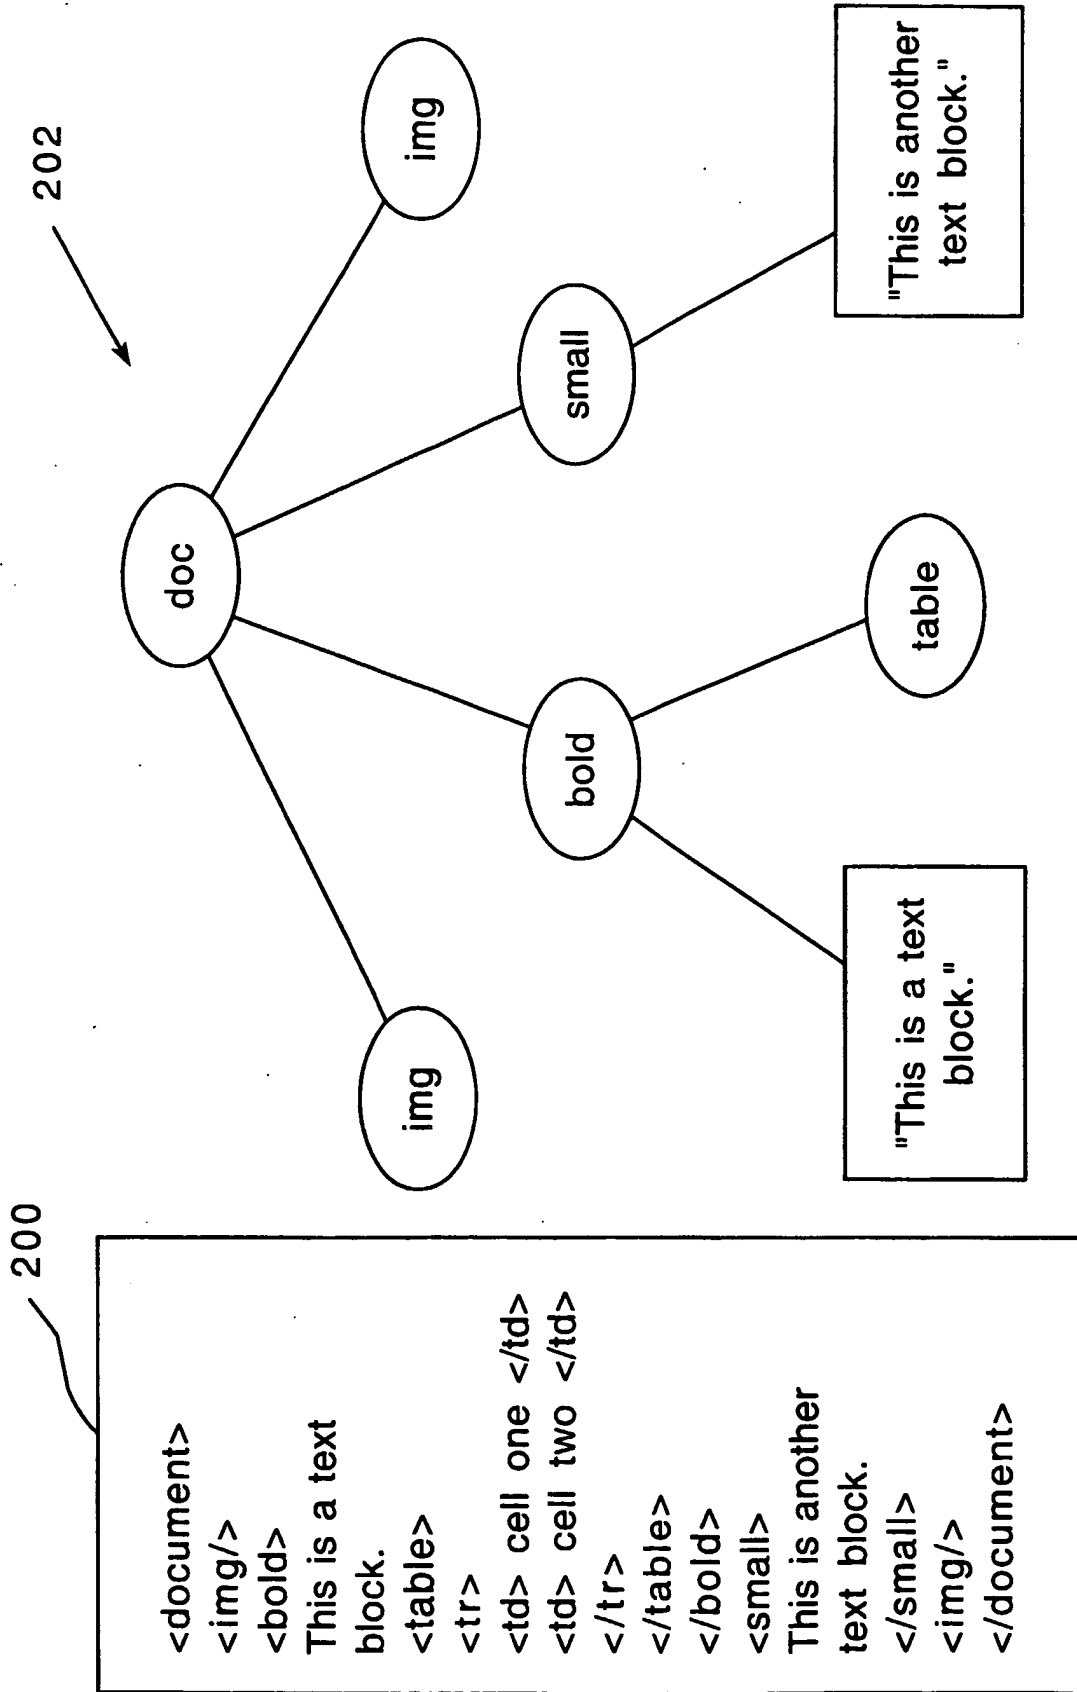 200
<document>
<img/>
<bold>
This is a text
block.
<table>
<tr>
<td> cell one </td>
<td> cell two </td>
</tr>
</table>
</bold>
<small>
This is another
text block.
</small>
<img/>
</document>
202
doc
img
bold
small
img
"This is a text
block."
table
"This is another
text block."